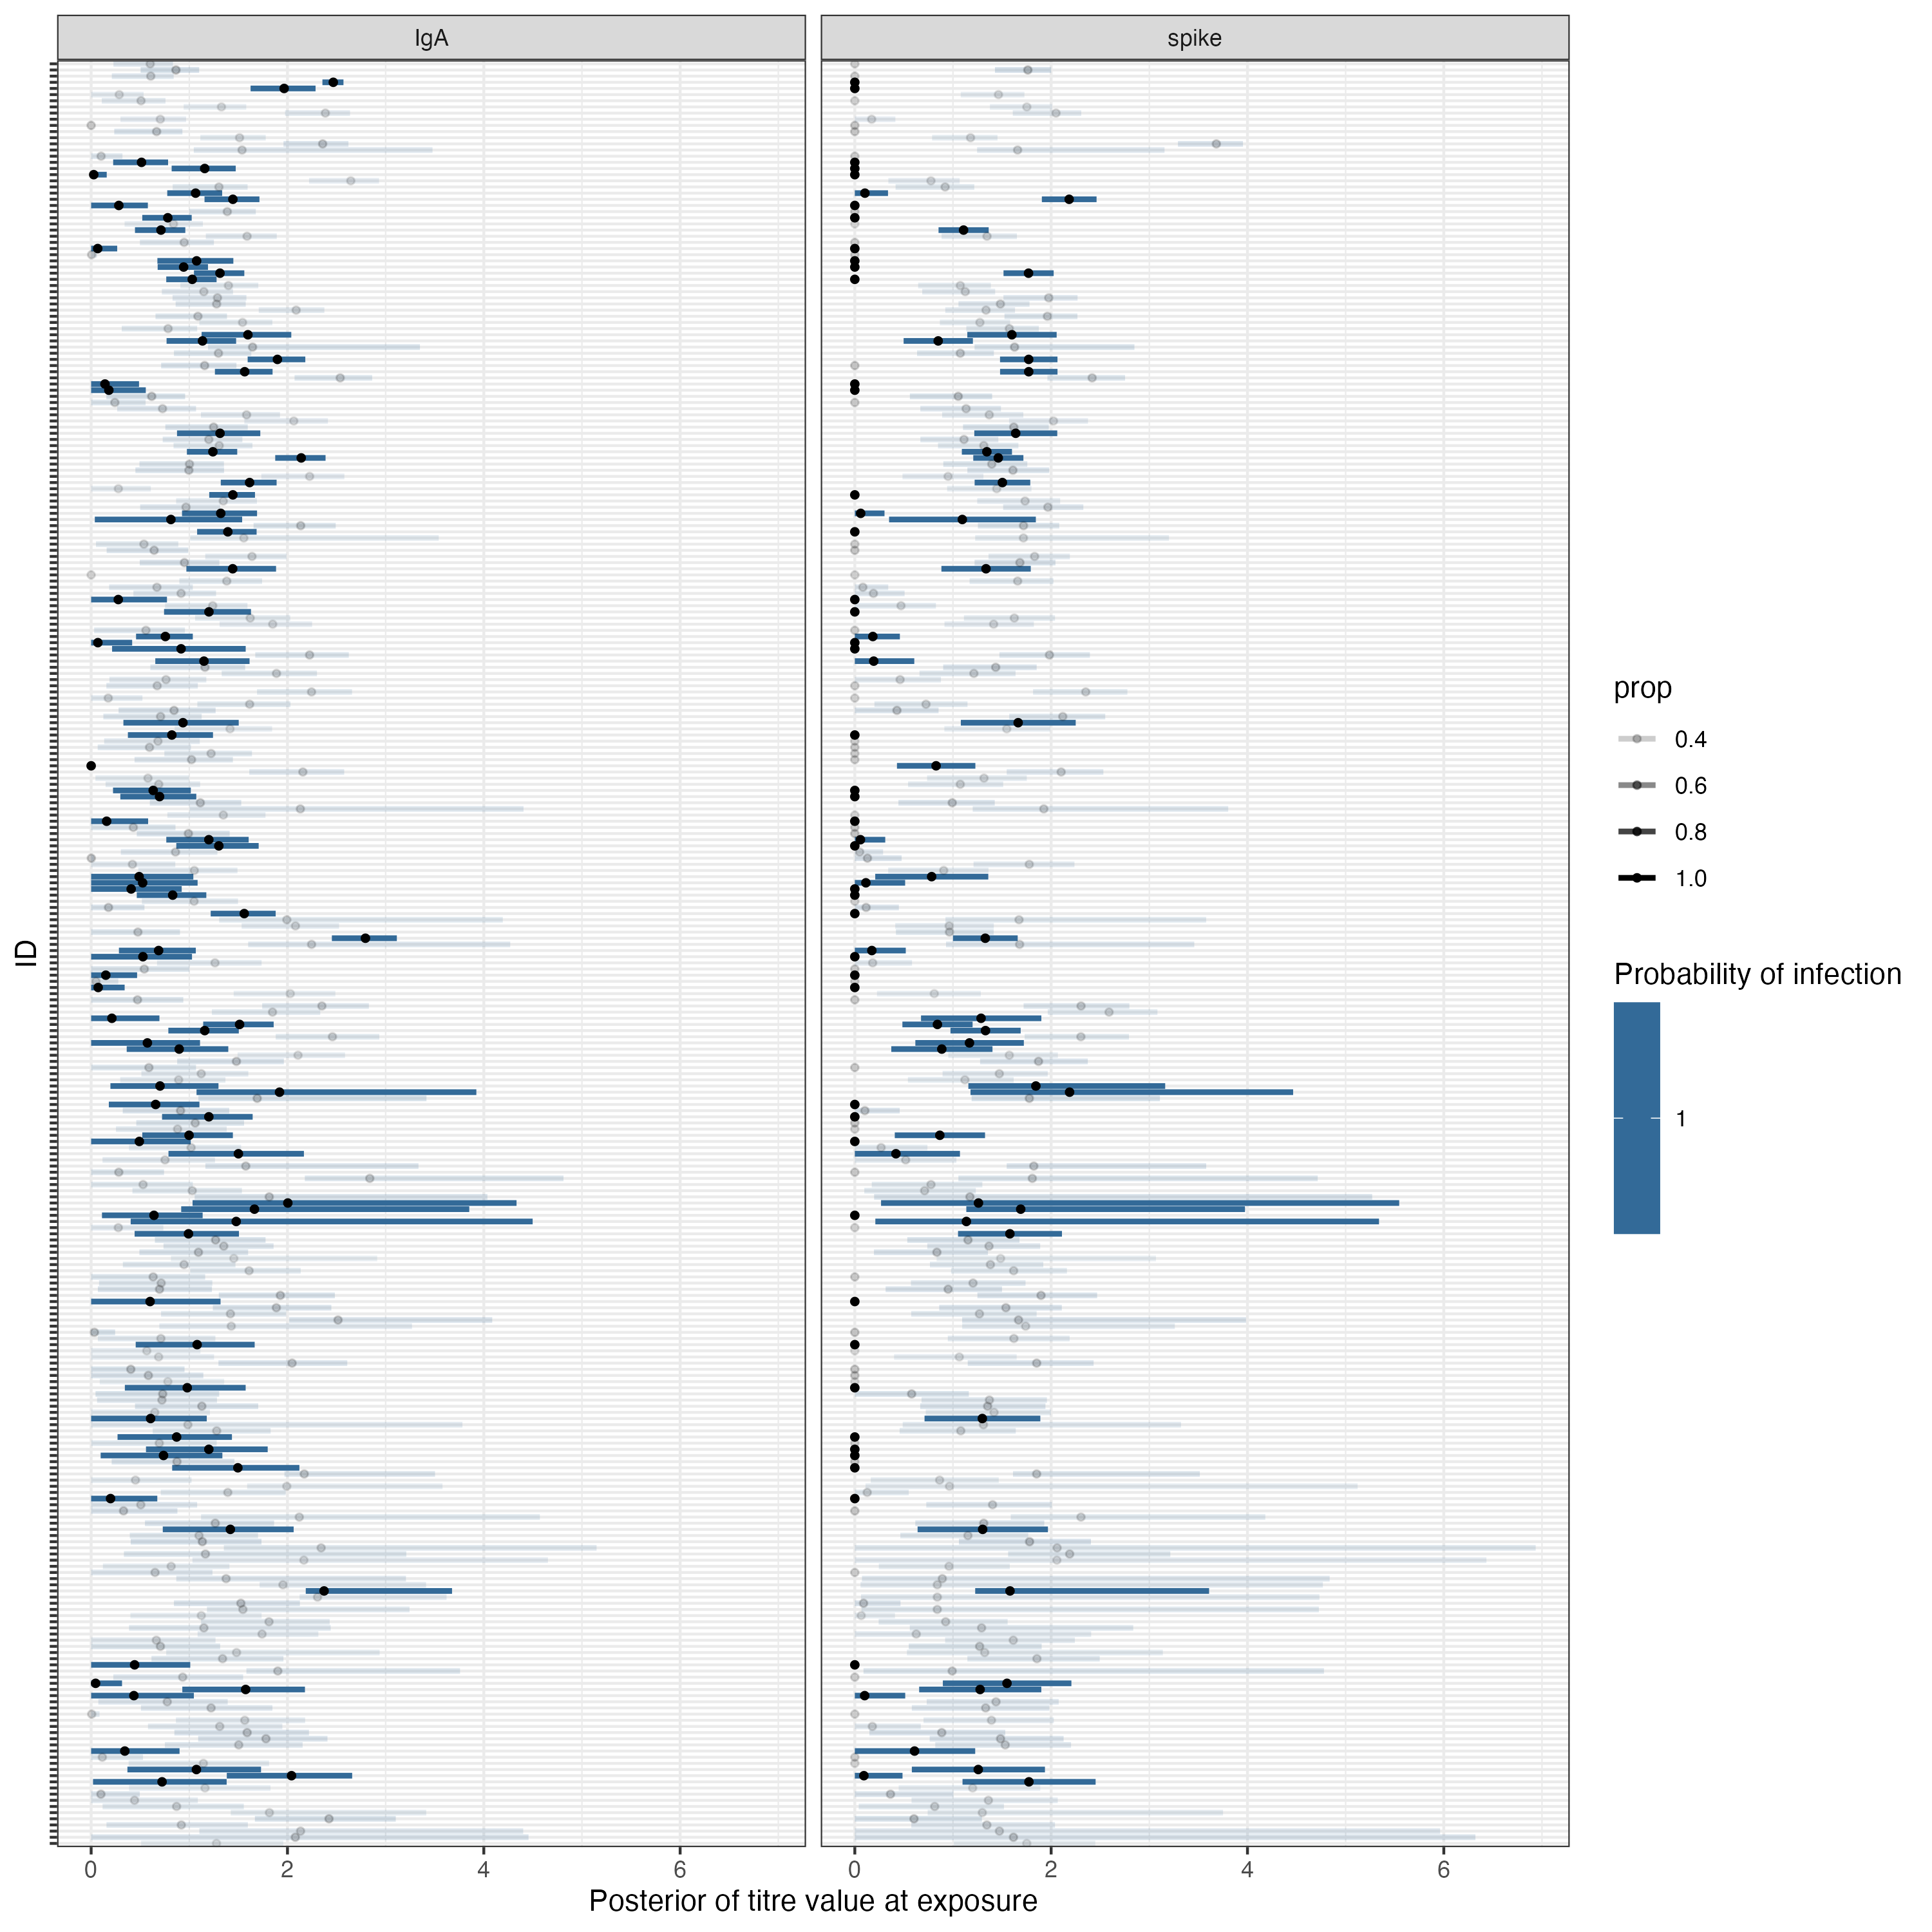 IgA
spike
ID
0 2 4 6
0 2 4 6
Posterior of titre value at exposure
prop
0.4
0.6
0.8
1.0
Probability of infection
1